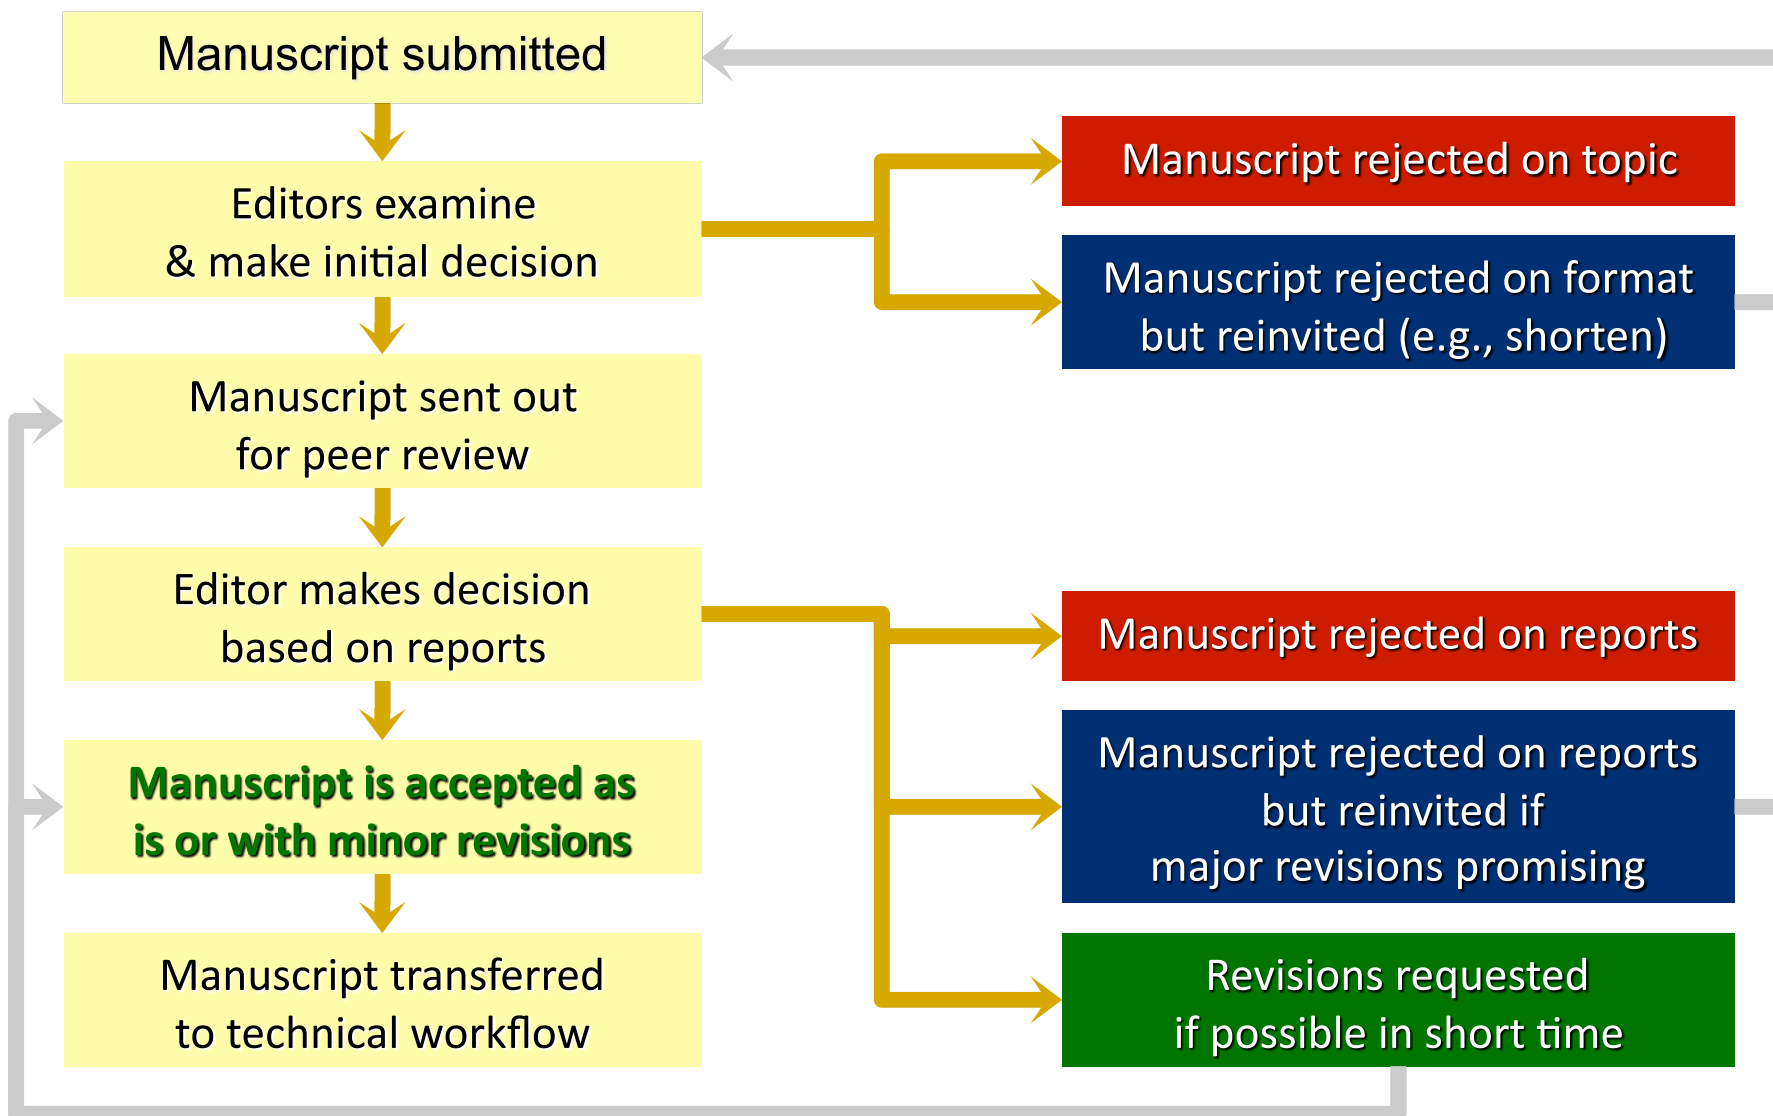 Manuscript submitted
Editors examine
& make initial decision
Manuscript sent out
for peer review
Editor makes decision
based on reports
Manuscript is accepted as
is or with minor revisions
Manuscript transferred
to technical workflow
Manuscript rejected on topic
Manuscript rejected on format
but reinvited (e.g., shorten)
Manuscript rejected on reports
Manuscript rejected on reports
but reinvited if
major revisions promising
Revisions requested
if possible in short time